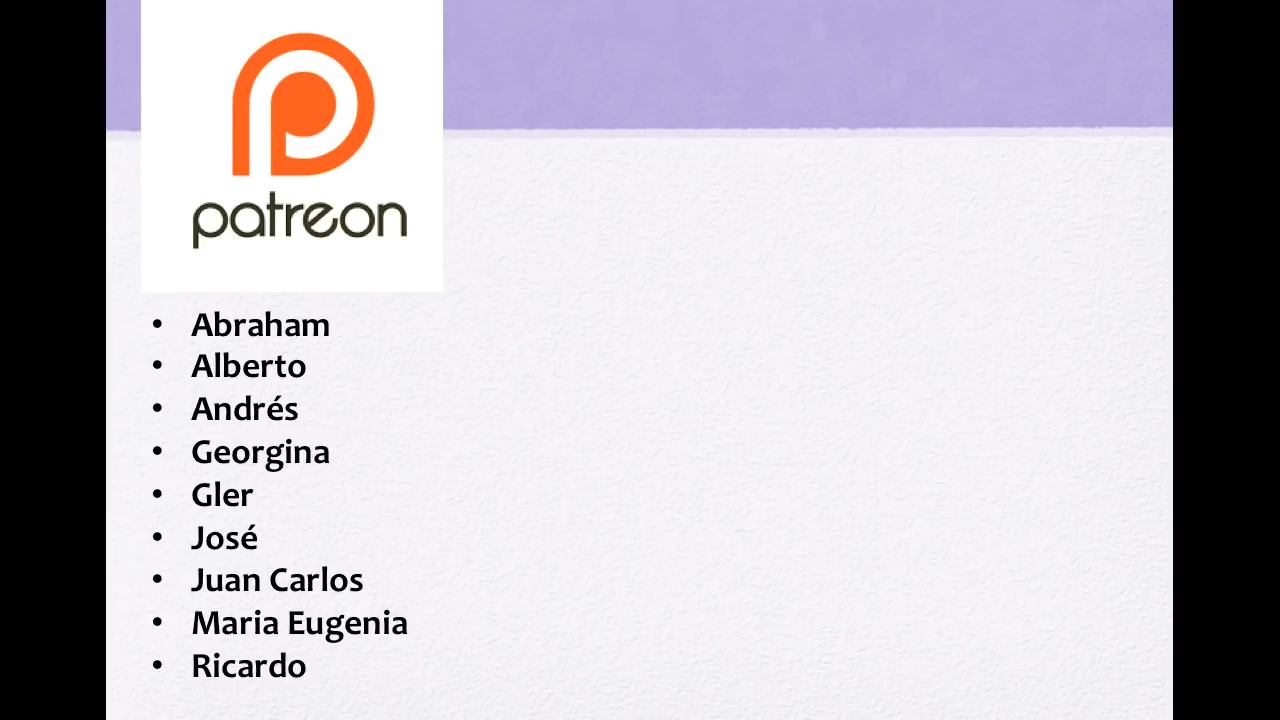 patreon
• Abraham
• Alberto
• Andrés
• Georgina
• Gler
• José
• Juan Carlos
• Maria Eugenia
• Ricardo